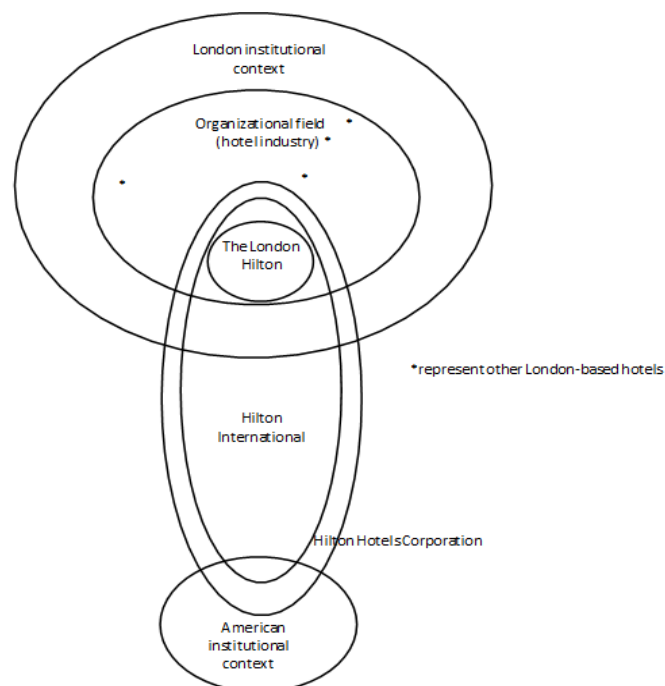 London institutional
context
Organizational field
(hotel industry)
The London
Hilton
*represent other London-based hotels
Hilton
International
Hilton Hotels Corporation
American
institutional
context